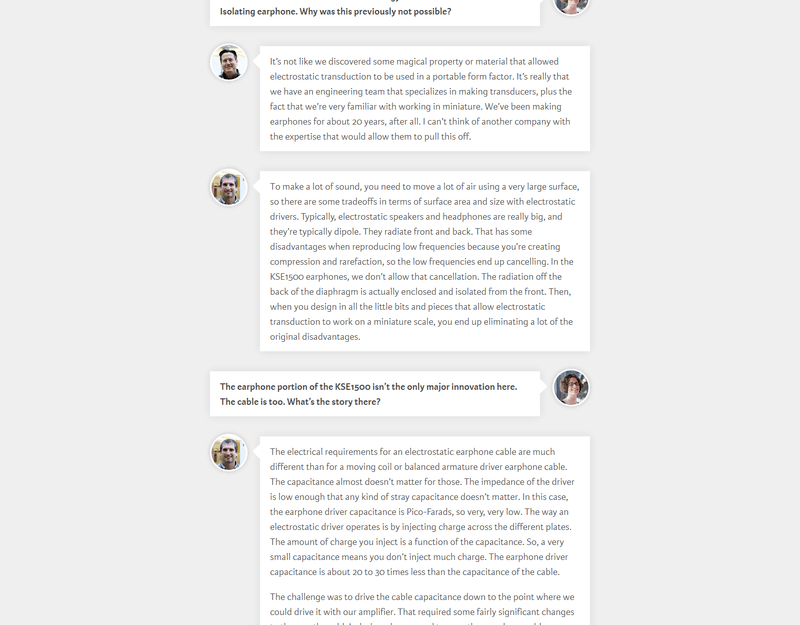 Isolating earphone. Why was this previously not possible?
It's not like we discovered some magical property or material that allowed
electrostatic transduction to be used in a portable form factor. It's really that
we have an engineering team that specializes in making transducers, plus the
fact that we're very familiar with working in miniature. We've been making
earphones for about 20 years, after all. I can't think of another company with
the expertise that would allow them to pull this off.
To make a lot of sound, you need to move a lot of air using a very large surface,
so there are some tradeoffs in terms of surface area and size with electrostatic
drivers. Typically, electrostatic speakers and headphones are really big, and
they're typically dipole. They radiate front and back. That has some
disadvantages when reproducing low frequencies because you're creating
compression and rarefaction, so the low frequencies end up cancelling. In the
KSE1500 earphones, we don't allow that cancellation. The radiation off the
back of the diaphragm is actually enclosed and isolated from the front. Then,
when you design in all the little bits and pieces that allow electrostatic
transduction to work on a miniature scale, you end up eliminating a lot of the
original disadvantages.
The earphone portion of the KSE1500 isn't the only major innovation here.
The cable is too. What's the story there?
The electrical requirements for an electrostatic earphone cable are much
different than for a moving coil or balanced armature driver earphone cable.
The capacitance almost doesn't matter for those. The impedance of the driver
is low enough that any kind of stray capacitance doesn't matter. In this case,
the earphone driver capacitance is Pico-Farads, so very, very low. The way an
electrostatic driver operates is by injecting charge across the different plates.
The amount of charge you inject is a function of the capacitance. So, a very
small capacitance means you don't inject much charge. The earphone driver
capacitance is about 20 to 30 times less than the capacitance of the cable.
The challenge was to drive the cable capacitance down to the point where we
could drive it with our amplifier. That required some fairly significant changes